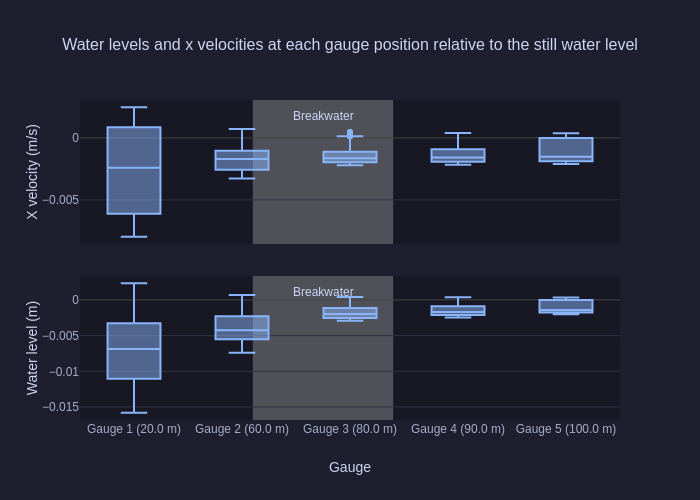 Water levels and x velocities at each gauge position relative to the still water level
X velocity (m/s)
0
−0.005
Breakwater
Water level (m)
0
−0.005
−0.01
−0.015
Breakwater
Gauge 1 (20.0 m)
Gauge 2 (60.0 m)
Gauge 3 (80.0 m)
Gauge 4 (90.0 m)
Gauge 5 (100.0 m)
Gauge